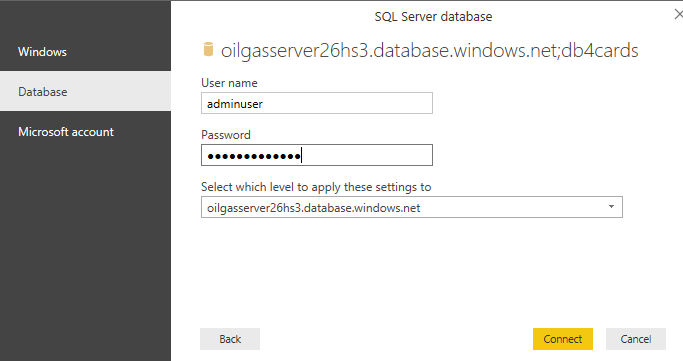 SQL Server database
Windows
Database
Microsoft account
oilgasserver26hs3.database.windows.net;db4cards
User name
adminuser
Password
●●●●●●●●●●●●●
Select which level to apply these settings to
oilgasserver26hs3.database.windows.net
Back
Connect
Cancel